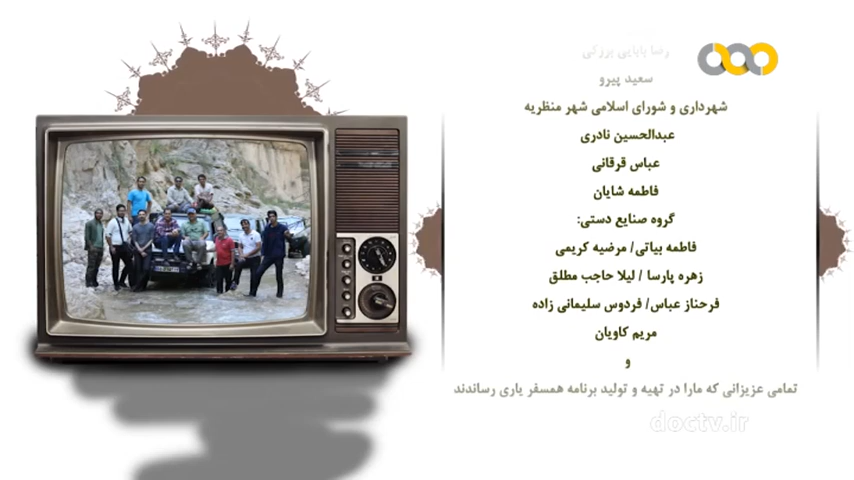 رضا بابایی بزرکی
سعید پیرو
شهرداری و شورای اسلامی شهر منظریه
عبدالحسین نادری
عباس قرقانی
فاطمه شایان
گروه صنایع دستی:
فاطمه بیاتی/ مرضیه کریمی
زهره پارسا / لیلا حاجب مطلق
فرحناز عباس/ فردوس سلیمانی زاده
مریم کاویان
و
تمامی عزیزانی که مارا در تهیه و تولید برنامه همسفر یاری رساندند
doctv.ir